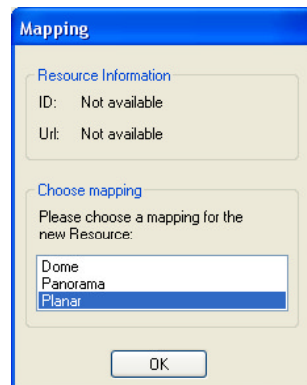 Mapping
Resource Information
ID: Not available
Url: Not available
Choose mapping
Please choose a mapping for the
new Resource:
Dome
Panorama
Planar
OK